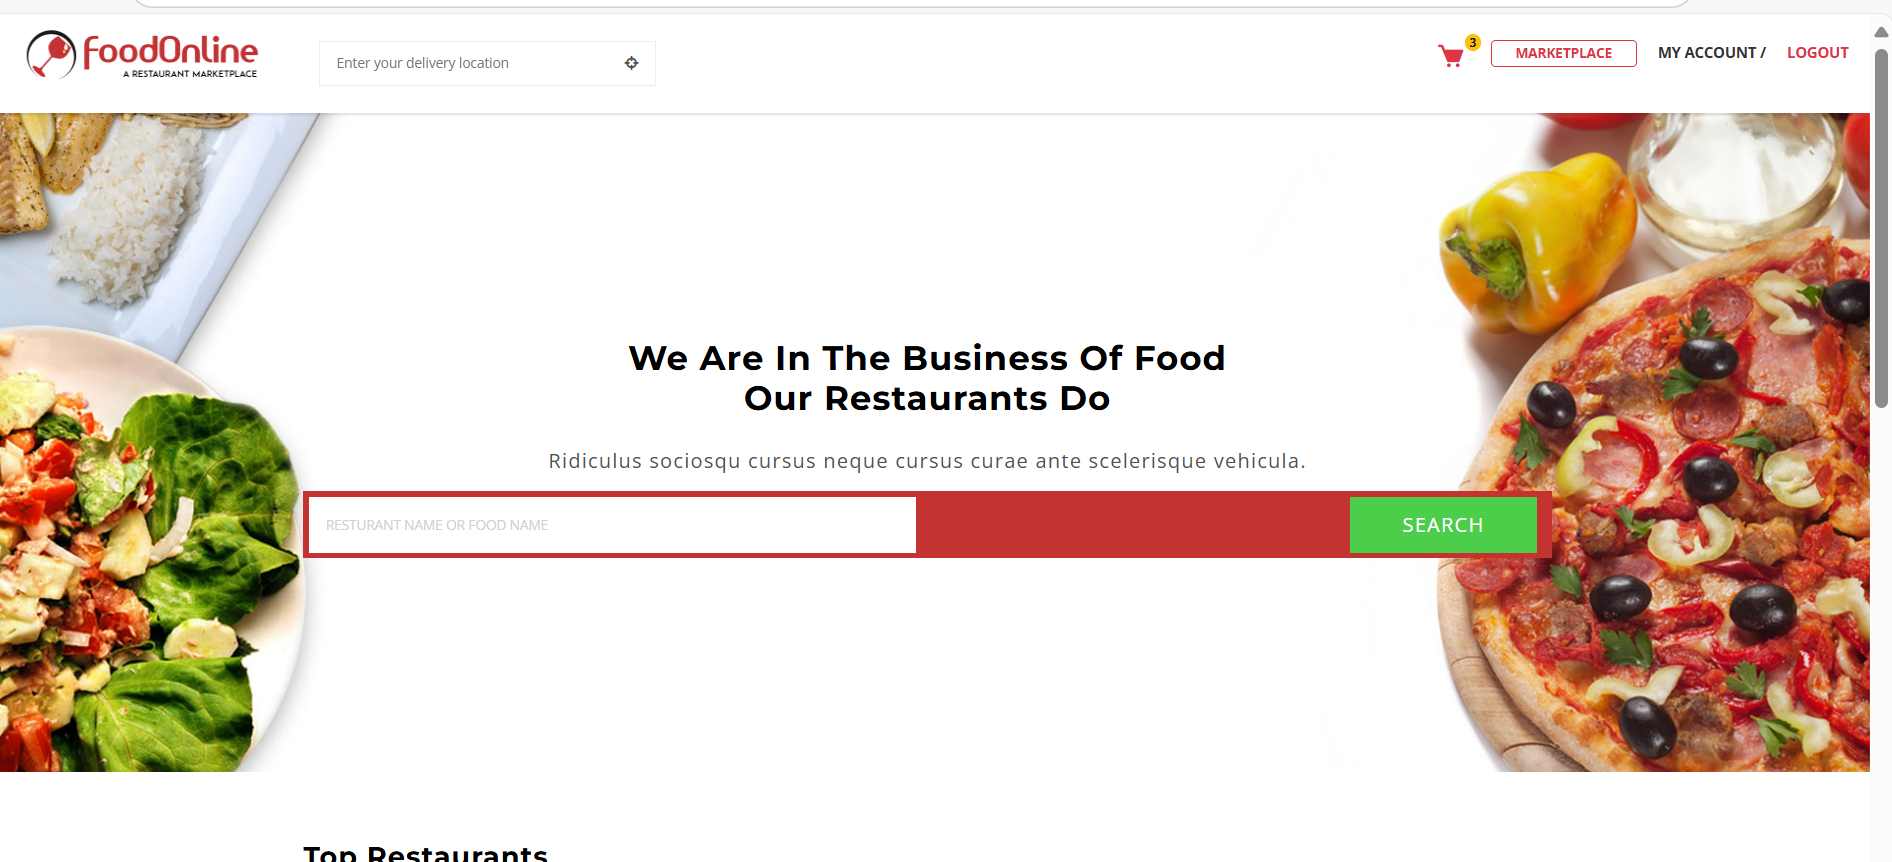 foodOnline
A RESTAURANT MARKETPLACE
Enter your delivery location
3
MARKETPLACE
MY ACCOUNT /
LOGOUT
We Are In The Business Of Food
Our Restaurants Do
Ridiculus sociosqu cursus neque cursus curae ante scelerisque vehicula.
RESTURANT NAME OR FOOD NAME
SEARCH
Top Restaurants